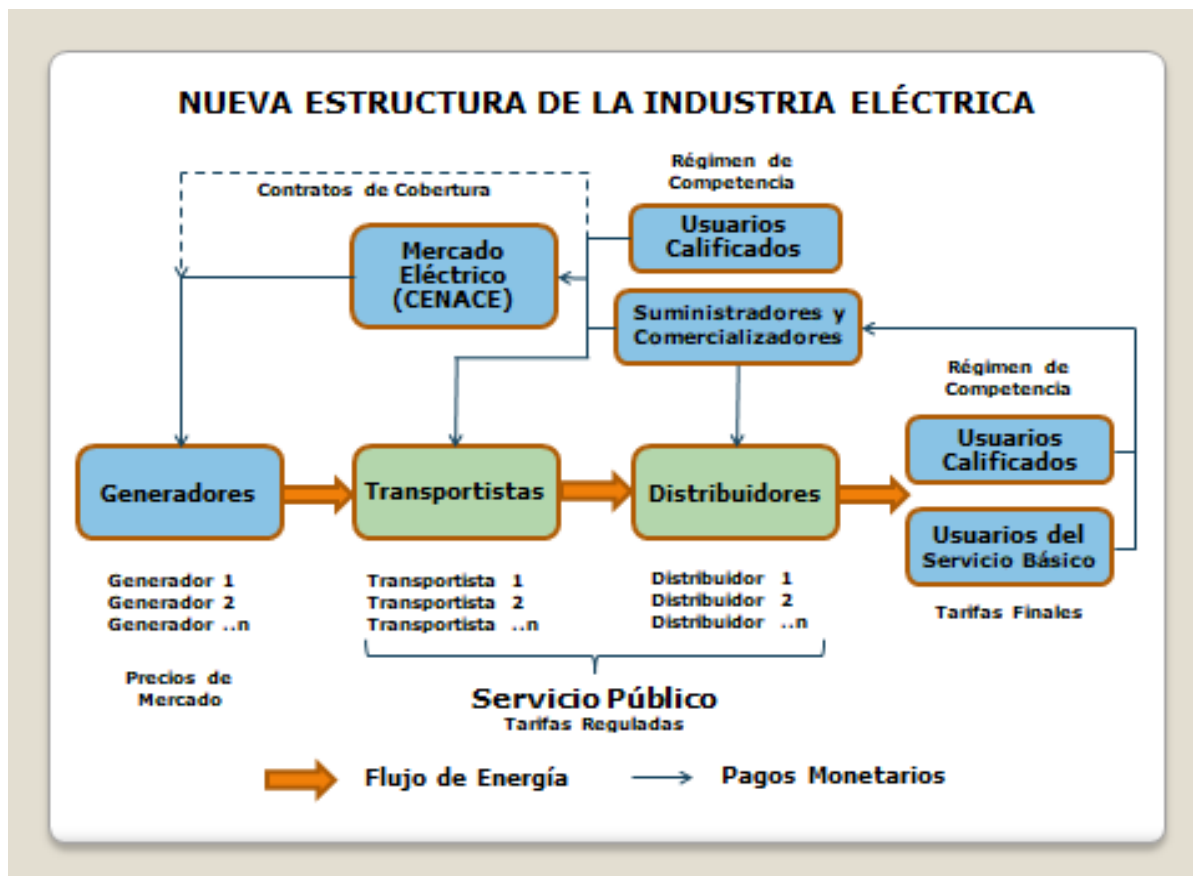 NUEVA ESTRUCTURA DE LA INDUSTRIA ELÉCTRICA
Régimen de
Competencia
Contratos de Cobertura
Usuarios
Calificados
Mercado
Eléctrico
(CENACE)
Suministradores y
Comercializadores
Régimen de
Competencia
Usuarios
Calificados
Generadores
Transportistas
Distribuidores
Usuarios del
Servicio Básico
Generador 1
Generador 2
Generador ..n
Transportista 1
Transportista 2
Transportista ..n
Distribuidor 1
Distribuidor 2
Distribuidor ..n
Tarifas Finales
Precios de
Mercado
Servicio Público
Tarifas Reguladas
Flujo de Energía
Pagos Monetarios